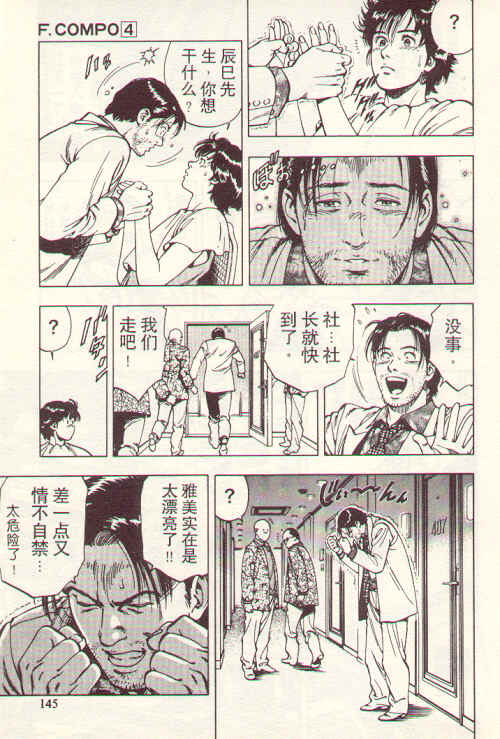 F. COMPO 4
?
辰巳先
生，你想
干什么？
ぼお
没事。
社…社
长就快
到了。
我们
走吧！
?
?
雅美实在是
太漂亮了!!
差一点又
情不自禁…
太危险了！
145